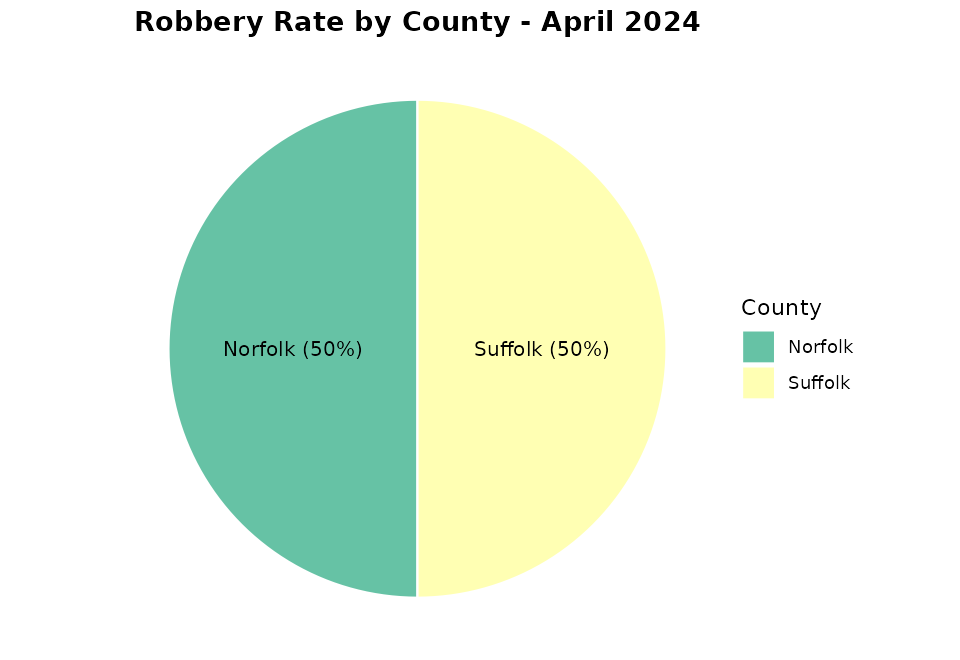 Robbery Rate by County - April 2024
Norfolk (50%)
Suffolk (50%)
County
Norfolk
Suffolk